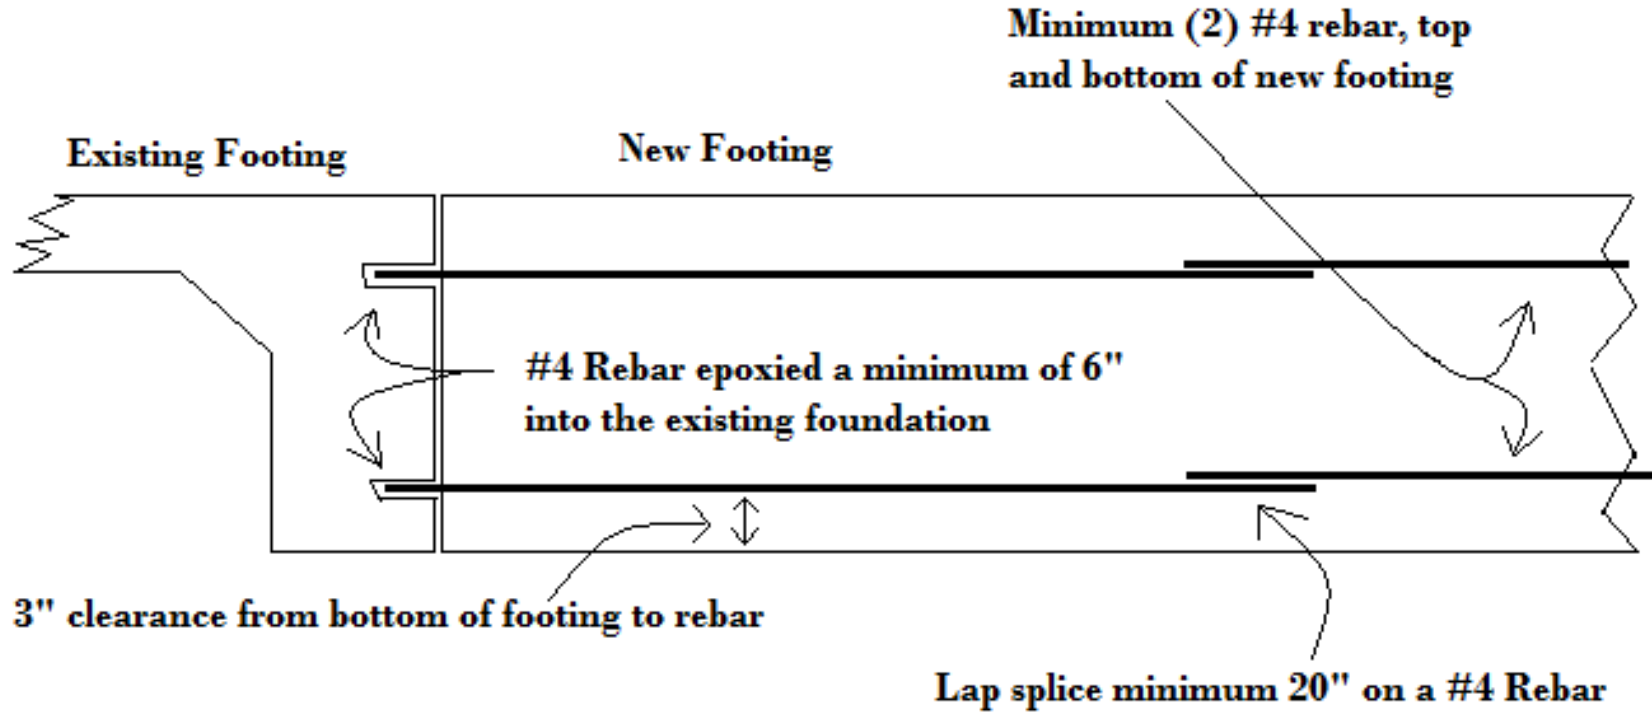 Minimum (2) #4 rebar, top
and bottom of new footing
Existing Footing
New Footing
#4 Rebar epoxied a minimum of 6"
into the existing foundation
3" clearance from bottom of footing to rebar
Lap splice minimum 20" on a #4 Rebar